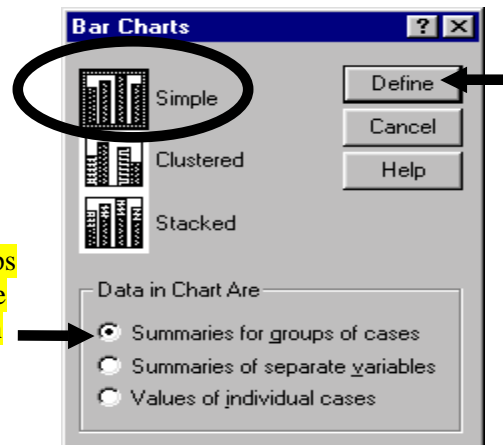 Bar Charts
Simple
Define
Cancel
Clustered
Help
Stacked
Data in Chart Are
Summaries for groups of cases
Summaries of separate variables
Values of individual cases